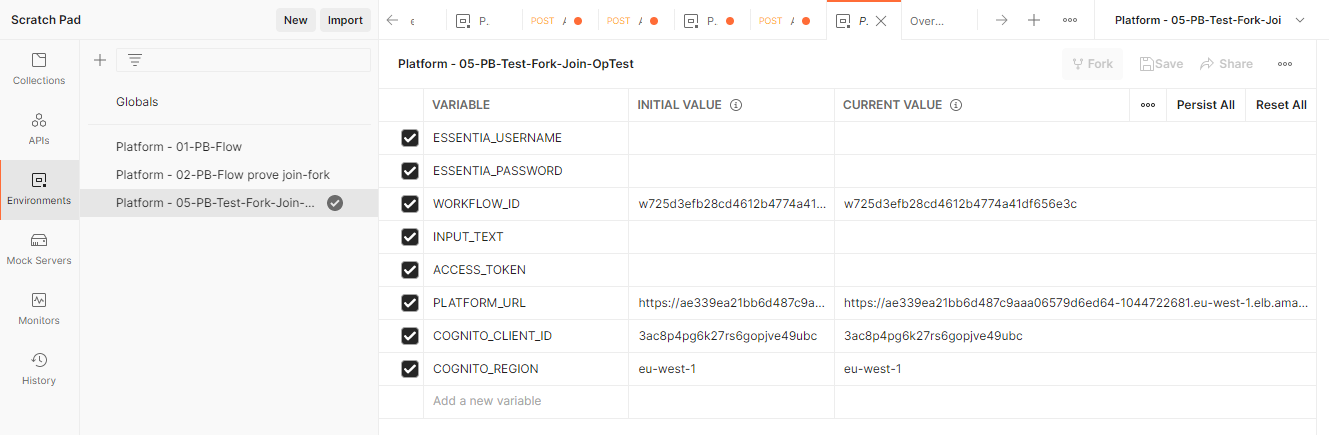 Scratch Pad
New
Import
e
P.
POST
POST
P.
POST
P.
Over...
Platform - 05-PB-Test-Fork-Joi
Collections
APIs
Environments
Mock Servers
Monitors
History
Globals
Platform - 01-PB-Flow
Platform - 02-PB-Flow prove join-fork
Platform - 05-PB-Test-Fork-Join-...
Platform - 05-PB-Test-Fork-Join-OpTest
Fork
Save
Share
VARIABLE INITIAL VALUE CURRENT VALUE Persist All Reset All
ESSENTIA_USERNAME
ESSENTIA_PASSWORD
WORKFLOW_ID w725d3efb28cd4612b4774a41... w725d3efb28cd4612b4774a41df656e3c
INPUT_TEXT
ACCESS_TOKEN
PLATFORM_URL https://ae339ea21bb6d487c9a... https://ae339ea21bb6d487c9aaa06579d6ed64-1044722681.eu-west-1.elb.ama...
COGNITO_CLIENT_ID 3ac8p4pg6k27rs6gopjve49ubc 3ac8p4pg6k27rs6gopjve49ubc
COGNITO_REGION eu-west-1 eu-west-1
Add a new variable